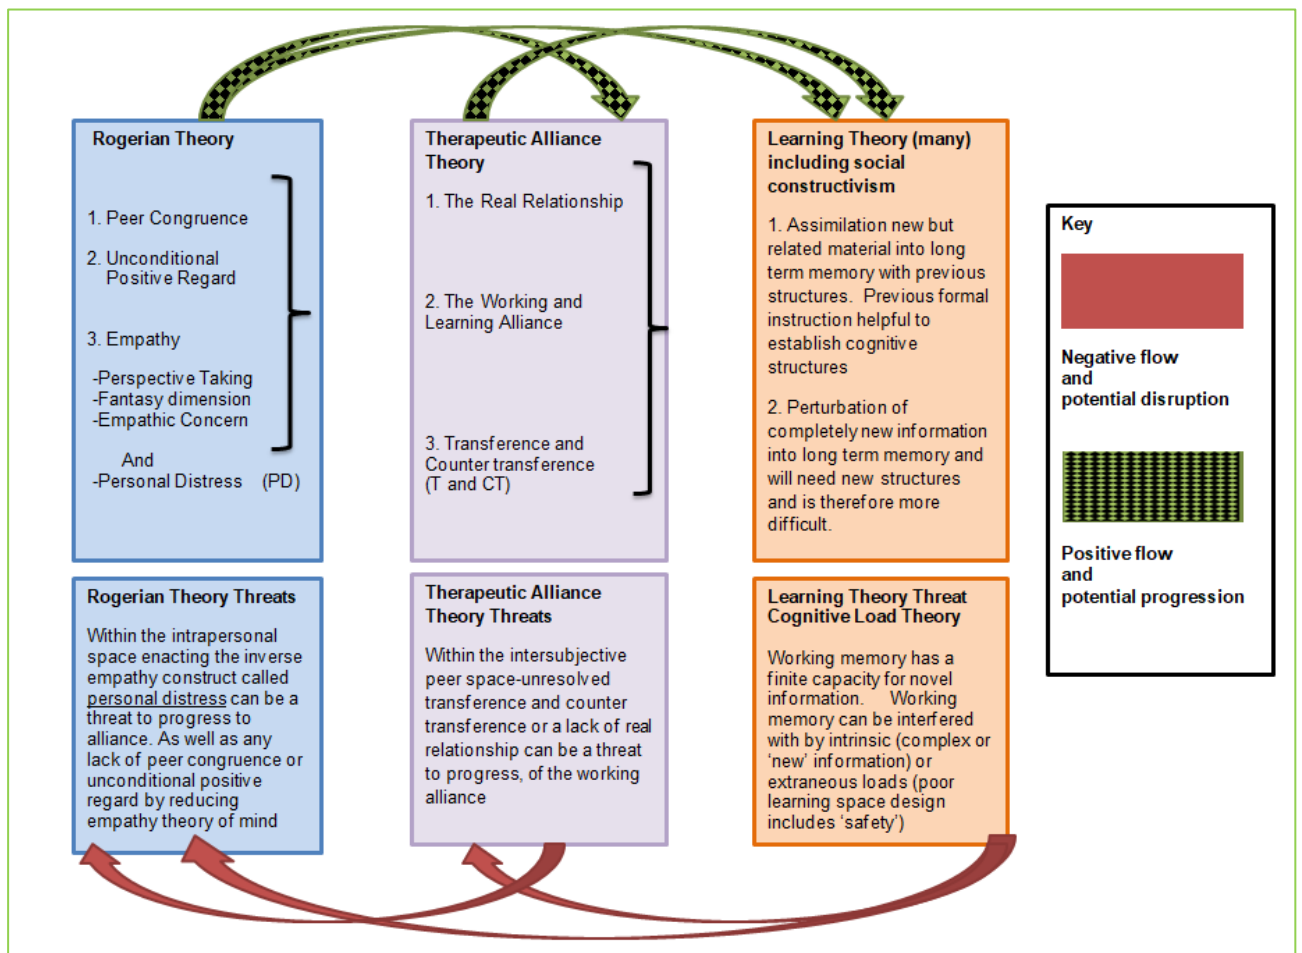 Rogerian Theory
1. Peer Congruence
2. Unconditional
Positive Regard
3. Empathy
-Perspective Taking
-Fantasy dimension
-Empathic Concern
And
-Personal Distress (PD)
Therapeutic Alliance
Theory
1. The Real Relationship
2. The Working and
Learning Alliance
3. Transference and
Counter transference
(T and CT)
Learning Theory (many)
including social
constructivism
1. Assimilation new but
related material into long
term memory with previous
structures. Previous formal
instruction helpful to
establish cognitive
structures
2. Perturbation of
completely new information
into long term memory and
will need new structures
and is therefore more
difficult.
Key
Negative flow
and
potential disruption
Positive flow
and
potential progression
Rogerian Theory Threats
Within the intrapersonal
space enacting the inverse
empathy construct called
personal distress can be a
threat to progress to
alliance. As well as any
lack of peer congruence or
unconditional positive
regard by reducing
empathy theory of mind
Therapeutic Alliance
Theory Threats
Within the intersubjective
peer space-unresolved
transference and counter
transference or a lack of real
relationship can be a threat
to progress, of the working
alliance
Learning Theory Threat
Cognitive Load Theory
Working memory has a
finite capacity for novel
information. Working
memory can be interfered
with by intrinsic (complex or
‘new’ information) or
extraneous loads (poor
learning space design
includes ‘safety’)